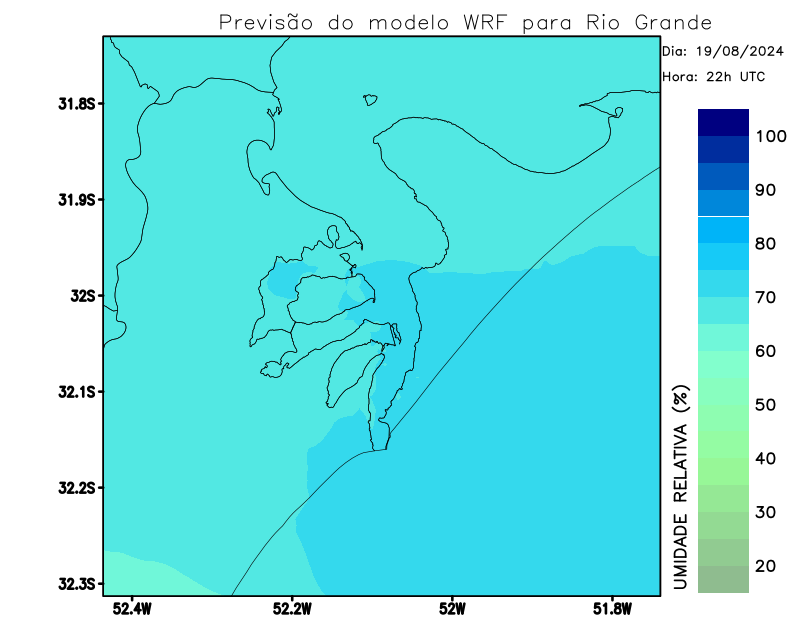 Previsão do modelo WRF para Rio Grande
Dia: 19/08/2024
Hora: 22h UTC
31.8S
31.9S
32S
32.1S
32.2S
32.3S
52.4W
52.2W
52W
51.8W
100
90
80
70
60
50
40
30
20
UMIDADE RELATIVA (%)